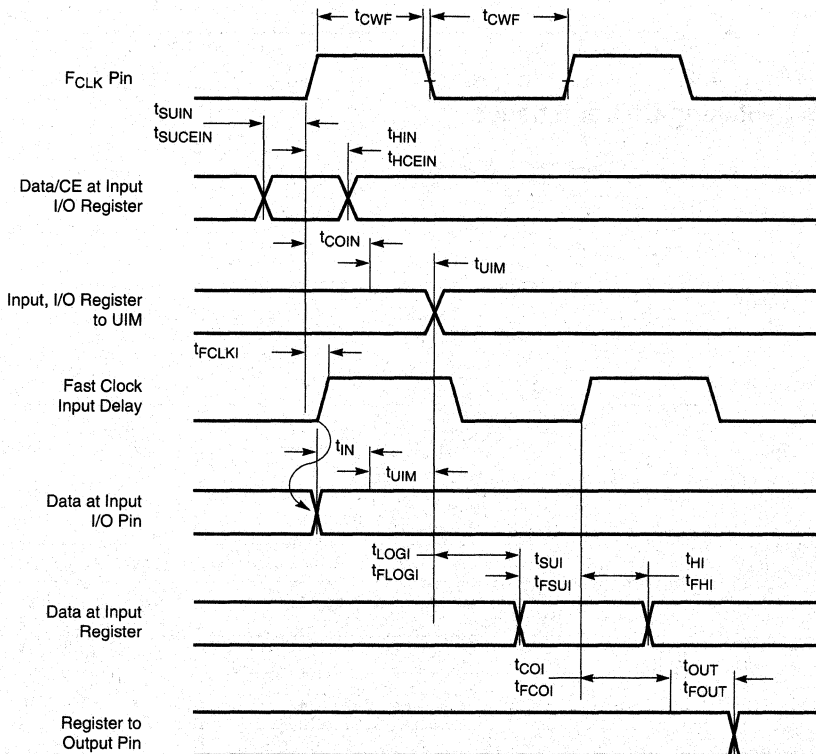 tCWF tCWF
FCLK Pin
tSUIN
tSUCEIN
tHIN
tHCEIN
Data/CE at Input
I/O Register
tCOIN
tUIM
Input, I/O Register
to UIM
tFCLKI
Fast Clock
Input Delay
tIN
tUIM
Data at Input
I/O Pin
tLOGI
tFLOGI
tSUI
tFSUI
tHI
tFHI
Data at Input
Register
tCOI
tFCOI
tOUT
tFOUT
Register to
Output Pin